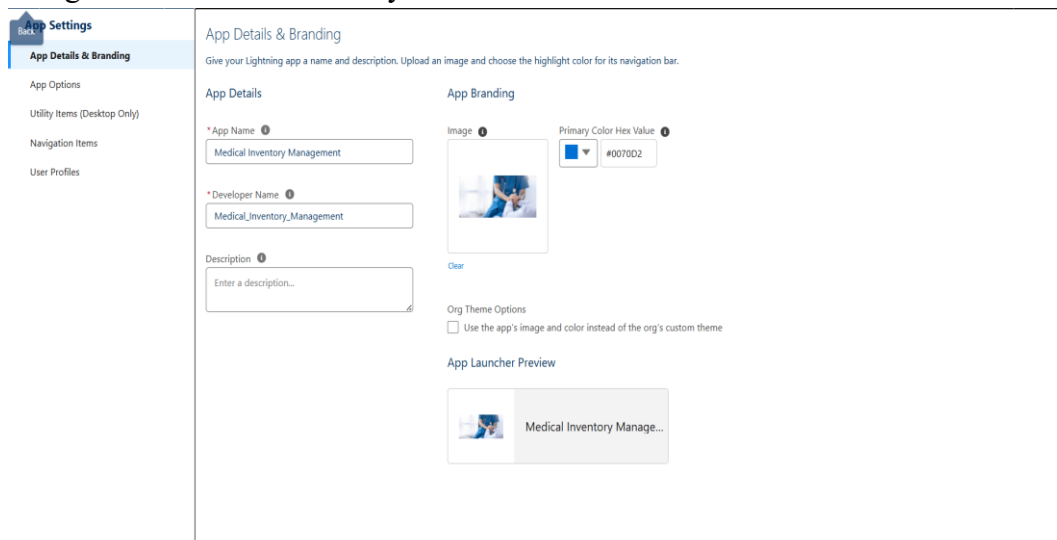 App Settings
Back
App Details & Branding
App Options
Utility Items (Desktop Only)
Navigation Items
User Profiles
App Details & Branding
Give your Lightning app a name and description. Upload an image and choose the highlight color for its navigation bar.
App Details
* App Name
Medical Inventory Management
* Developer Name
Medical_Inventory_Management
Description
Enter a description...
App Branding
Image
Primary Color Hex Value
#0070D2
Clear
Org Theme Options
Use the app's image and color instead of the org's custom theme
App Launcher Preview
Medical Inventory Manage...